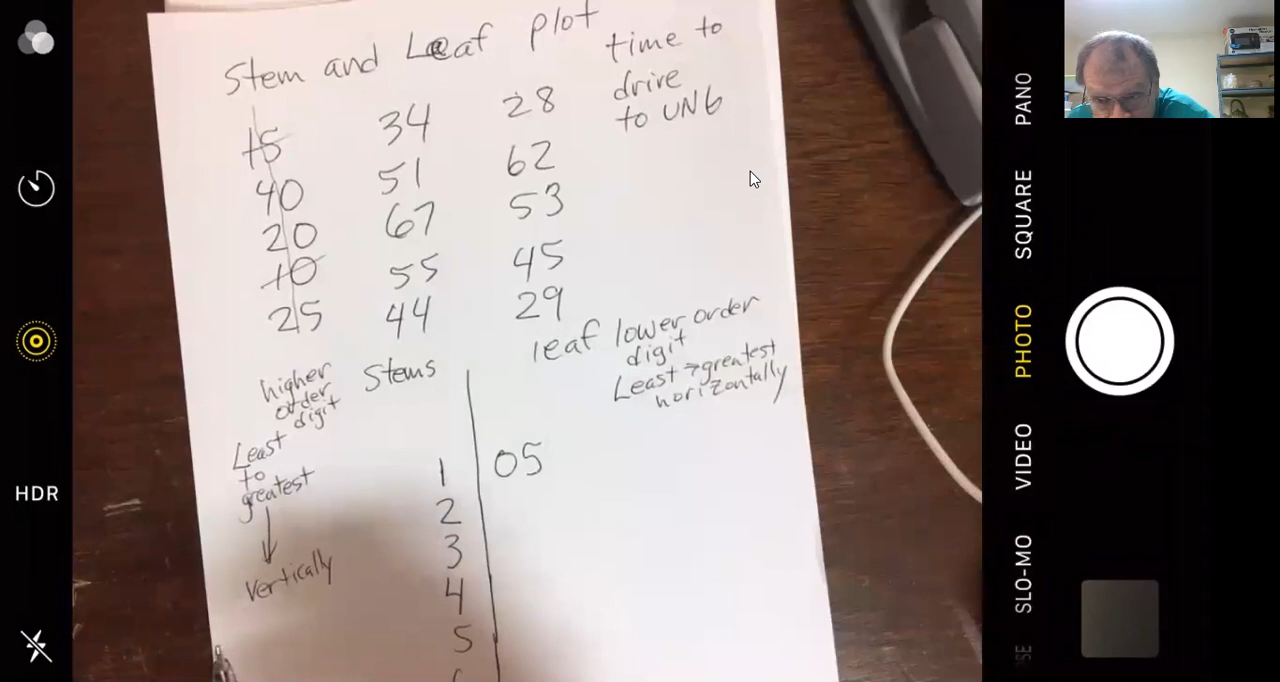 Stem and Leaf plot
time to
drive
to UNG
15 34 28
40 51 62
20 67 53
10 55 45
25 44 29
leaf lower order
digit
Least → greatest
horizontally
higher
order
digit
Stems
Least
to
greatest
Vertically
1 05
2
3
4
5
HDR
PANO
SQUARE
PHOTO
VIDEO
SLO-MO
SE